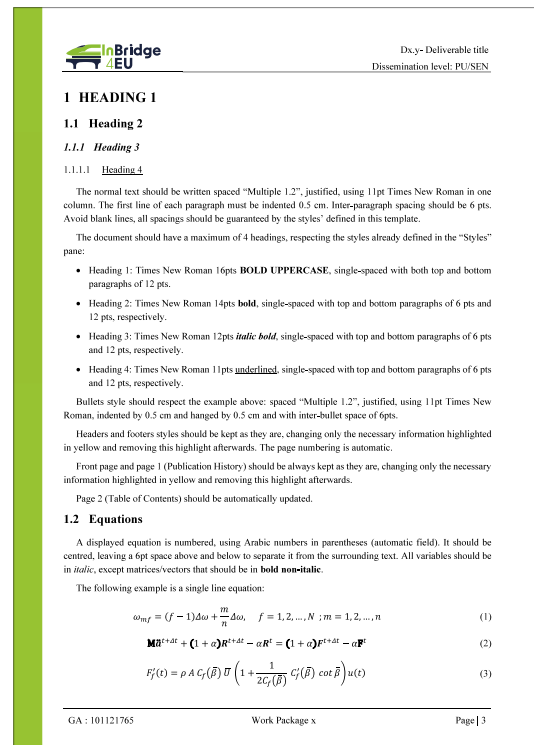 InBridge
4EU
Dx.y- Deliverable title
Dissemination level: PU/SEN
1 HEADING 1
1.1 Heading 2
1.1.1 Heading 3
1.1.1.1 Heading 4
The normal text should be written spaced “Multiple 1.2”, justified, using 11pt Times New Roman in one
column. The first line of each paragraph must be indented 0.5 cm. Inter-paragraph spacing should be 6 pts.
Avoid blank lines, all spacings should be guaranteed by the styles’ defined in this template.
The document should have a maximum of 4 headings, respecting the styles already defined in the “Styles”
pane:
• Heading 1: Times New Roman 16pts BOLD UPPERCASE, single-spaced with both top and bottom
paragraphs of 12 pts.
• Heading 2: Times New Roman 14pts bold, single-spaced with top and bottom paragraphs of 6 pts and
12 pts, respectively.
• Heading 3: Times New Roman 12pts italic bold, single-spaced with top and bottom paragraphs of 6 pts
and 12 pts, respectively.
• Heading 4: Times New Roman 11pts underlined, single-spaced with top and bottom paragraphs of 6 pts
and 12 pts, respectively.
Bullets style should respect the example above: spaced “Multiple 1.2”, justified, using 11pt Times New
Roman, indented by 0.5 cm and hanged by 0.5 cm and with inter-bullet space of 6pts.
Headers and footers styles should be kept as they are, changing only the necessary information highlighted
in yellow and removing this highlight afterwards. The page numbering is automatic.
Front page and page 1 (Publication History) should be always kept as they are, changing only the necessary
information highlighted in yellow and removing this highlight afterwards.
Page 2 (Table of Contents) should be automatically updated.
1.2 Equations
A displayed equation is numbered, using Arabic numbers in parentheses (automatic field). It should be
centred, leaving a 6pt space above and below to separate it from the surrounding text. All variables should be
in italic, except matrices/vectors that should be in bold non-italic.
The following example is a single line equation:
ω_mf = (f − 1)Δω + m/n Δω, f = 1, 2, …, N ; m = 1, 2, …, n (1)
Mä^(t+Δt) + (1 + α)R^(t+Δt) − αR^t = (1 + α)F^(t+Δt) − αF^t (2)
F′_f(t) = ρ A C_f(β̄) Ū (1 + 1/(2C_f(β̄)) C′_f(β̄) cot β̄) u(t) (3)
GA : 101121765 Work Package x Page | 3